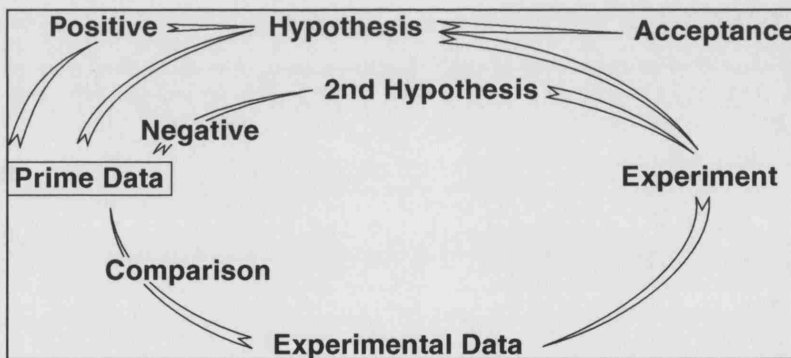 Positive Hypothesis Acceptance
2nd Hypothesis
Negative
Prime Data Experiment
Comparison
Experimental Data